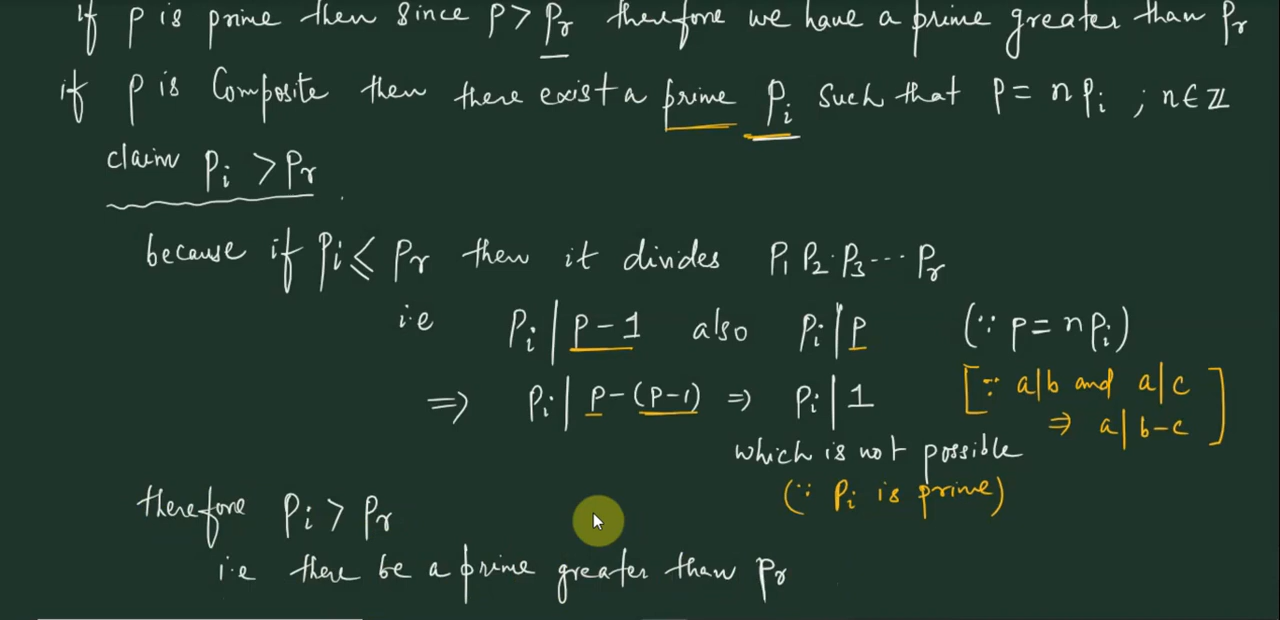 if p is prime then since p > pᵣ therefore we have a prime greater than pᵣ
if p is Composite then there exist a prime pᵢ such that p = n pᵢ ; n ∈ ℤ
claim pᵢ > pᵣ
because if pᵢ ≤ pᵣ then it divides P₁ P₂ · P₃ --- Pᵣ
i.e pᵢ | p-1 also pᵢ | p (∵ p = n pᵢ)
⇒ pᵢ | p-(p-1) ⇒ pᵢ | 1 [∵ a|b and a|c
⇒ a| b-c]
which is not possible
(∵ pᵢ is prime)
therefore pᵢ > pᵣ
i.e there be a prime greater than pᵣ